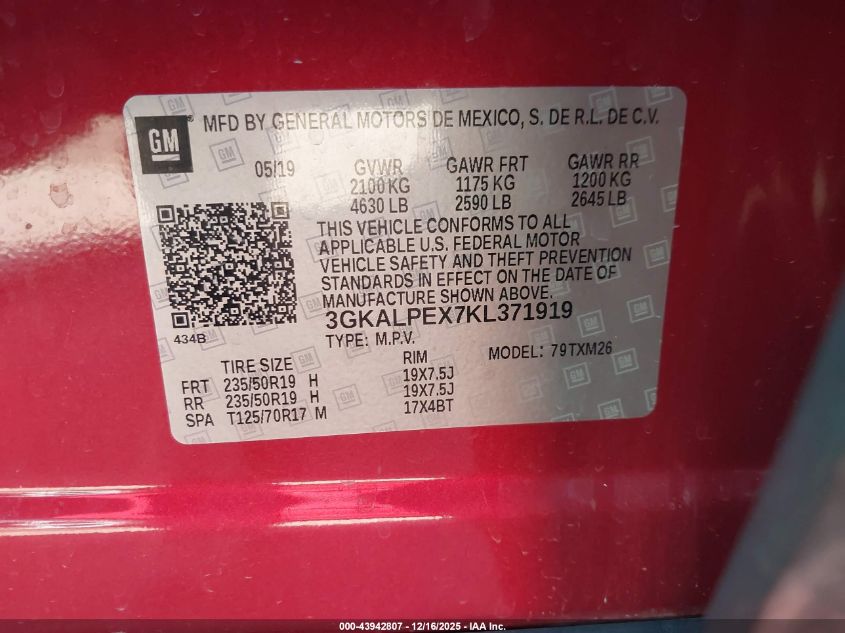 GM ® MFD BY GENERAL MOTORS DE MEXICO, S. DE R.L. DE C.V.
05/19 GVWR GAWR FRT GAWR RR
2100 KG 1175 KG 1200 KG
4630 LB 2590 LB 2645 LB
THIS VEHICLE CONFORMS TO ALL
APPLICABLE U.S. FEDERAL MOTOR
VEHICLE SAFETY AND THEFT PREVENTION
STANDARDS IN EFFECT ON THE DATE OF
MANUFACTURE SHOWN ABOVE.
3GKALPEX7KL371919
434B
TYPE: M.P.V. MODEL: 79TXM26
TIRE SIZE RIM
FRT 235/50R19 H 19X7.5J
RR 235/50R19 H 19X7.5J
SPA T125/70R17 M 17X4BT
000-43942807 - 12/16/2025 - IAA Inc.